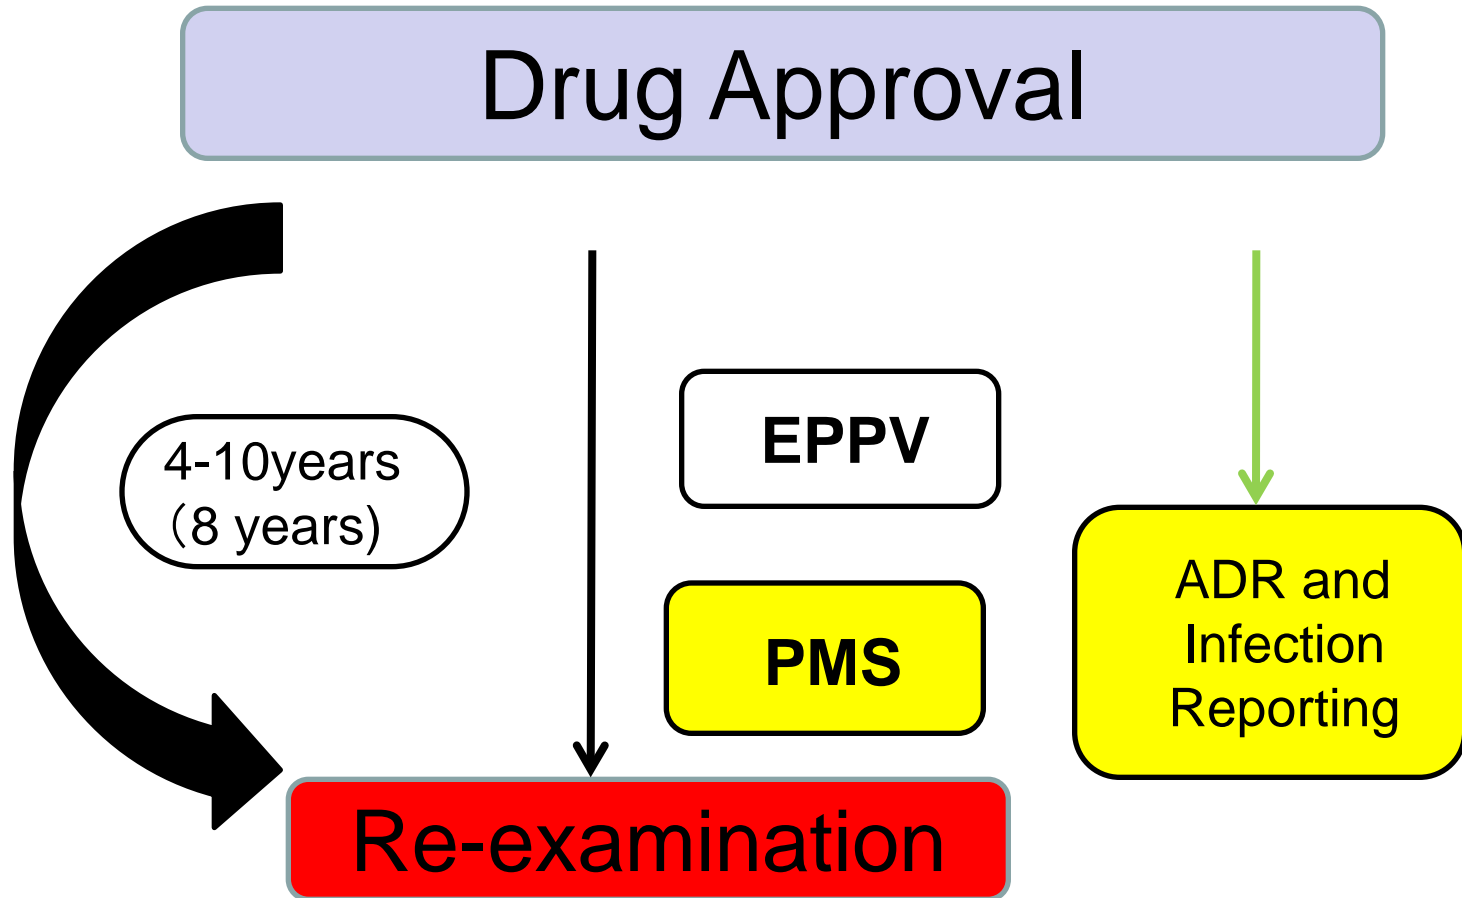 Drug Approval
4-10years
（8 years)
EPPV
PMS
ADR and
Infection
Reporting
Re-examination